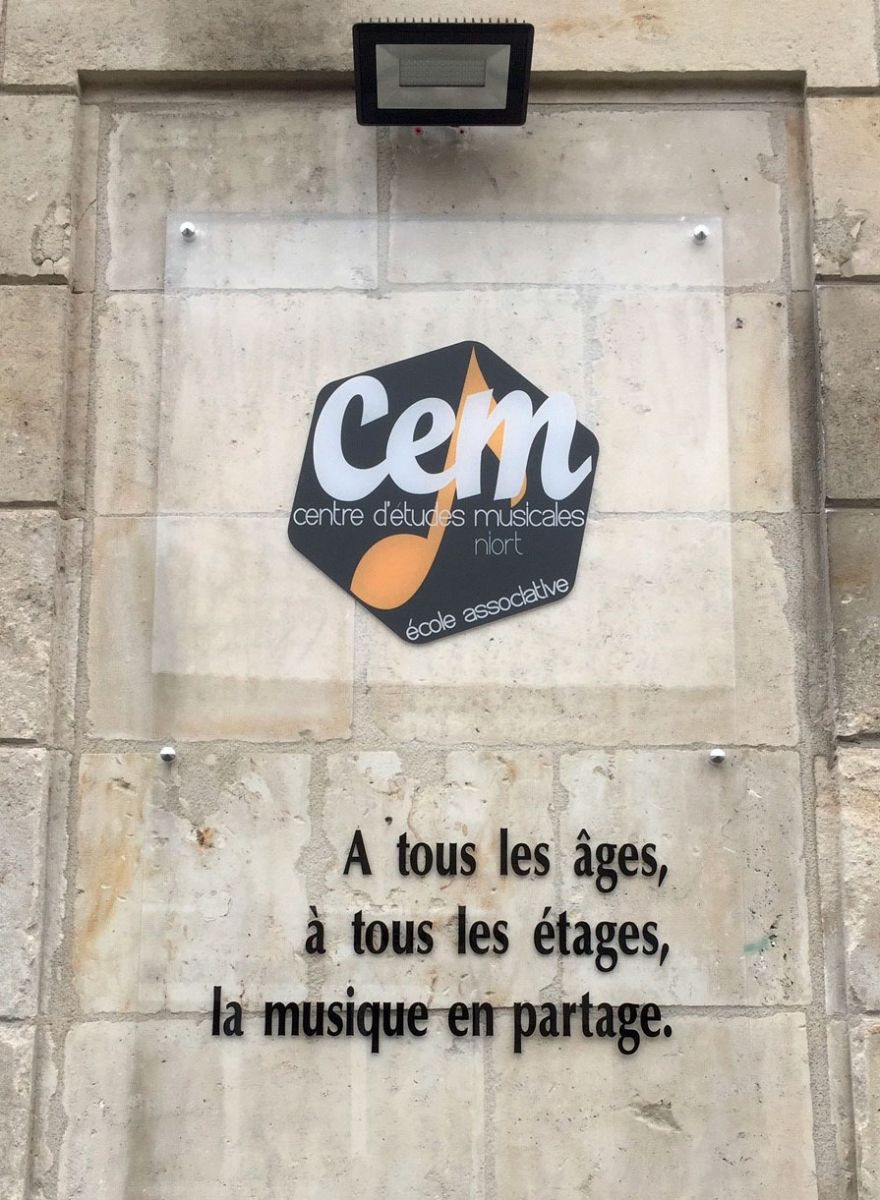 Cem
centre d'études musicales
niort
école associative
A tous les âges,
à tous les étages,
la musique en partage.